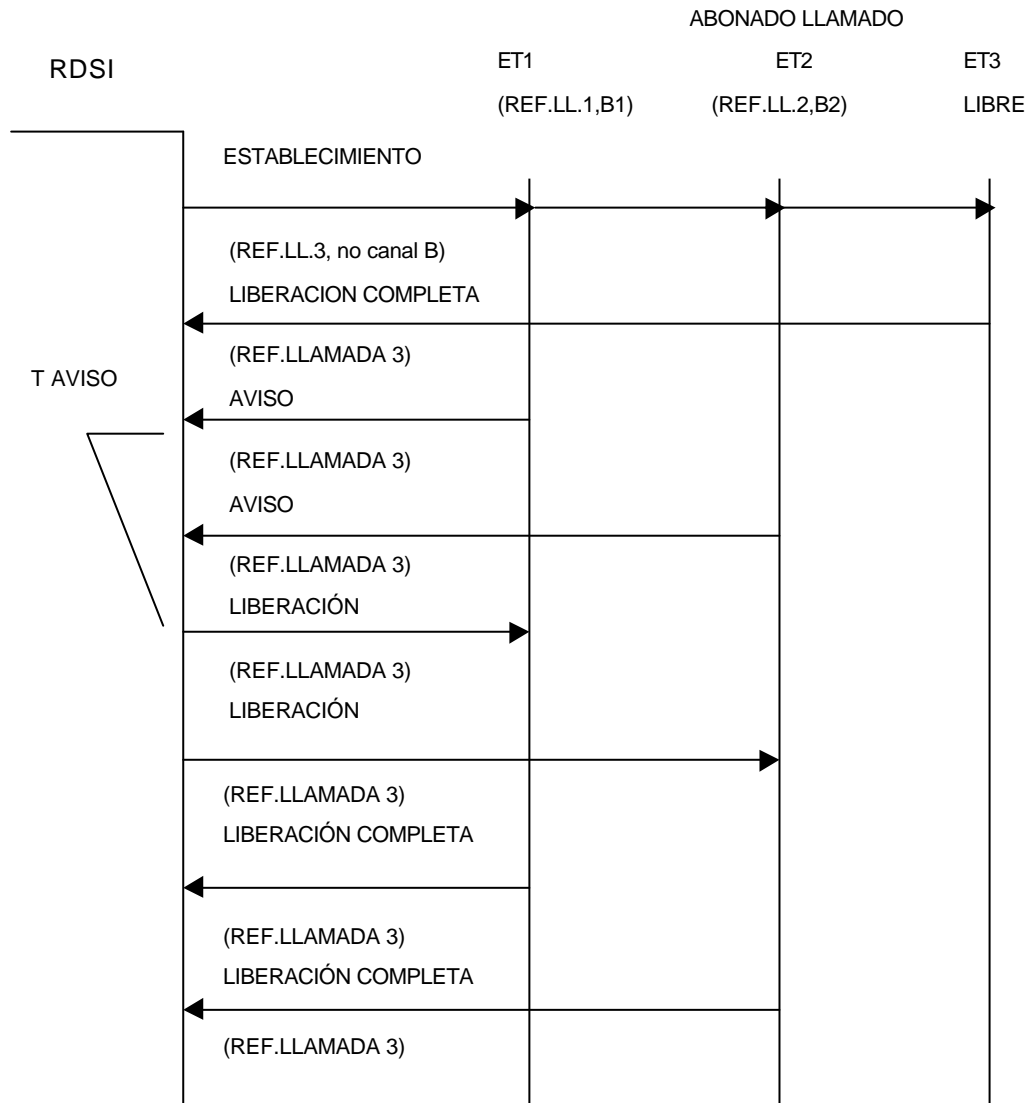 ABONADO LLAMADO
RDSI
ET1 ET2 ET3
(REF.LL.1,B1) (REF.LL.2,B2) LIBRE
ESTABLECIMIENTO
(REF.LL.3, no canal B)
LIBERACION COMPLETA
(REF.LLAMADA 3)
T AVISO
AVISO
(REF.LLAMADA 3)
AVISO
(REF.LLAMADA 3)
LIBERACIÓN
(REF.LLAMADA 3)
LIBERACIÓN
(REF.LLAMADA 3)
LIBERACIÓN COMPLETA
(REF.LLAMADA 3)
LIBERACIÓN COMPLETA
(REF.LLAMADA 3)